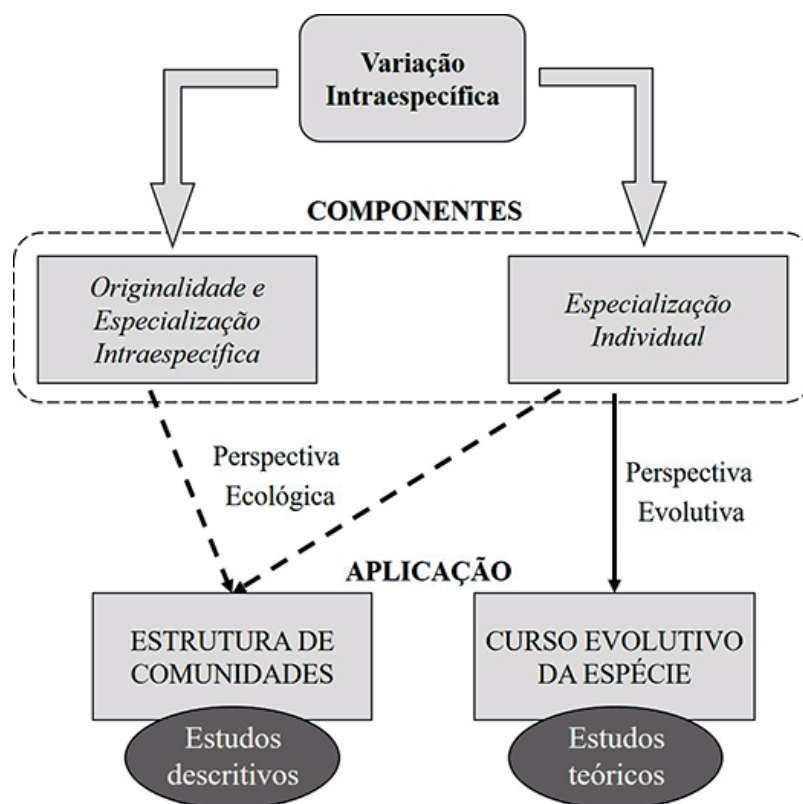 Variação
Intraespecífica
COMPONENTES
Originalidade e
Especialização
Intraespecífica
Especialização
Individual
Perspectiva
Ecológica
Perspectiva
Evolutiva
APLICAÇÃO
ESTRUTURA DE
COMUNIDADES
CURSO EVOLUTIVO
DA ESPÉCIE
Estudos
descritivos
Estudos
teóricos